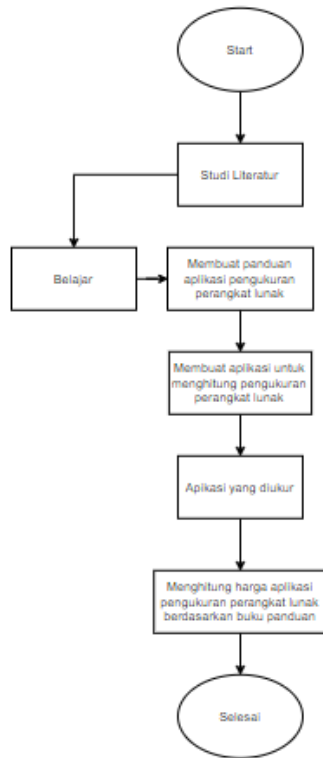 Start
Studi Literatur
Belajar
Membuat panduan
aplikasi pengukuran
perangkat lunak
Membuat aplikasi untuk
menghitung pengukuran
perangkat lunak
Apikasi yang diukur
Menghitung harga aplikasi
pengukuran perangkat lunak
berdasarkan buku panduan
Selesai